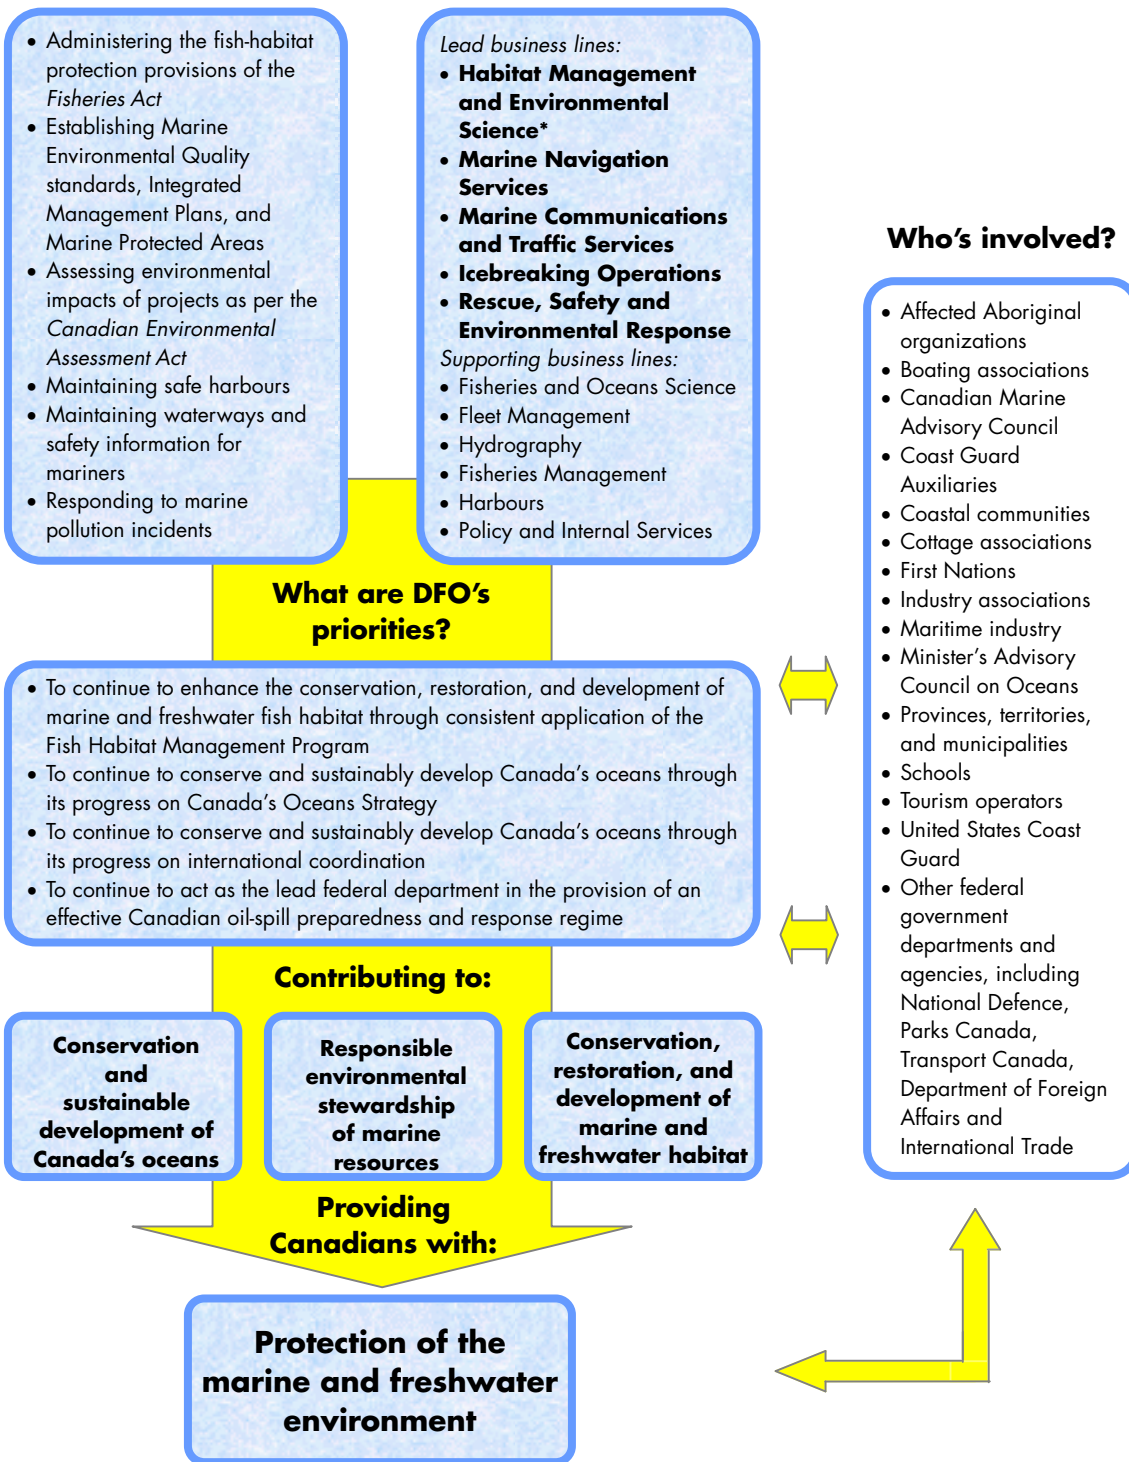 • Administering the fish-habitat
protection provisions of the
Fisheries Act
• Establishing Marine
Environmental Quality
standards, Integrated
Management Plans, and
Marine Protected Areas
• Assessing environmental
impacts of projects as per the
Canadian Environmental
Assessment Act
• Maintaining safe harbours
• Maintaining waterways and
safety information for
mariners
• Responding to marine
pollution incidents
Lead business lines:
• Habitat Management
and Environmental
Science*
• Marine Navigation
Services
• Marine Communications
and Traffic Services
• Icebreaking Operations
• Rescue, Safety and
Environmental Response
Supporting business lines:
• Fisheries and Oceans Science
• Fleet Management
• Hydrography
• Fisheries Management
• Harbours
• Policy and Internal Services
What are DFO's
priorities?
• To continue to enhance the conservation, restoration, and development of
marine and freshwater fish habitat through consistent application of the
Fish Habitat Management Program
• To continue to conserve and sustainably develop Canada's oceans through
its progress on Canada's Oceans Strategy
• To continue to conserve and sustainably develop Canada's oceans through
its progress on international coordination
• To continue to act as the lead federal department in the provision of an
effective Canadian oil-spill preparedness and response regime
Contributing to:
Conservation
and
sustainable
development of
Canada's oceans
Responsible
environmental
stewardship
of marine
resources
Conservation,
restoration, and
development of
marine and
freshwater habitat
Providing
Canadians with:
Protection of the
marine and freshwater
environment
Who's involved?
• Affected Aboriginal
organizations
• Boating associations
• Canadian Marine
Advisory Council
• Coast Guard
Auxiliaries
• Coastal communities
• Cottage associations
• First Nations
• Industry associations
• Maritime industry
• Minister's Advisory
Council on Oceans
• Provinces, territories,
and municipalities
• Schools
• Tourism operators
• United States Coast
Guard
• Other federal
government
departments and
agencies, including
National Defence,
Parks Canada,
Transport Canada,
Department of Foreign
Affairs and
International Trade